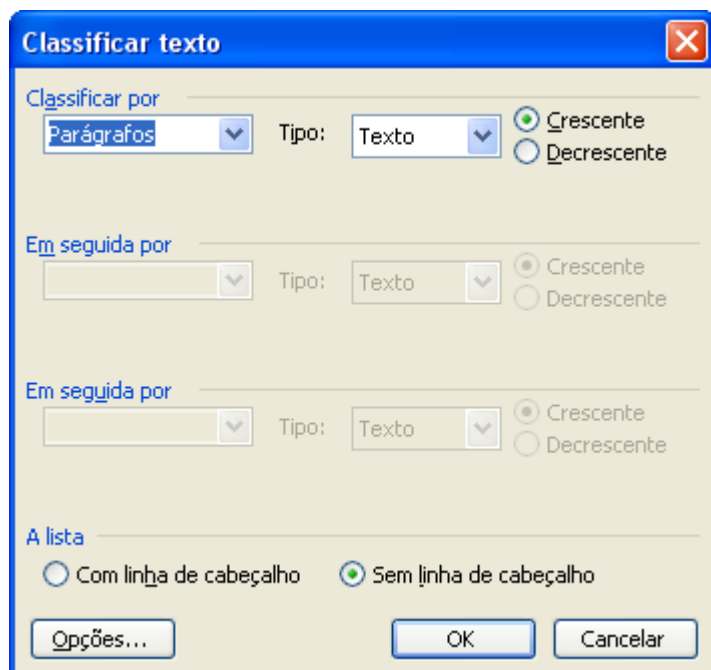 Classificar texto
Classificar por
Parágrafos Tipo: Texto Crescente
Decrescente
Em seguida por
Tipo: Texto Crescente
Decrescente
Em seguida por
Tipo: Texto Crescente
Decrescente
A lista
Com linha de cabeçalho Sem linha de cabeçalho
Opções... OK Cancelar